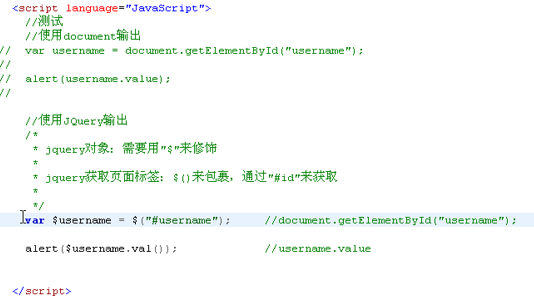 <script language="JavaScript">
//测试
//使用document输出
// var username = document.getElementById("username");
//
// alert(username.value);
//
//使用JQuery输出
/*
* jquery对象：需要用"$"来修饰
*
* jquery获取页面标签：$()来包裹，通过"#id"来获取
*
*/
var $username = $("#username"); //document.getElementById("username");
alert($username.val()); //username.value
</script>